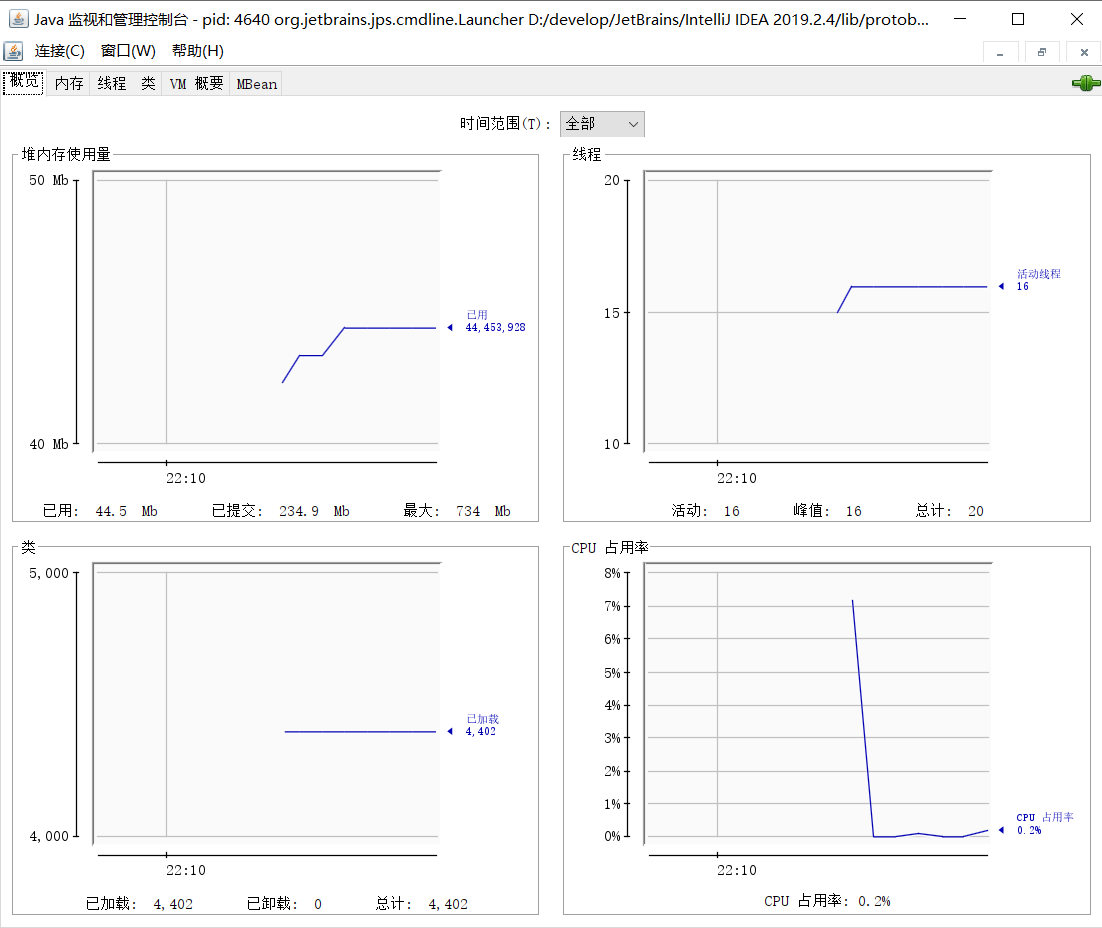 Java 监视和管理控制台 - pid: 4640 org.jetbrains.jps.cmdline.Launcher D:/develop/JetBrains/IntelliJ IDEA 2019.2.4/lib/protob...
连接(C) 窗口(W) 帮助(H)
概览 内存 线程 类 VM 概要 MBean
时间范围(T): 全部
堆内存使用量
50 Mb
已用
44,453,928
40 Mb
22:10
已用: 44.5 Mb 已提交: 234.9 Mb 最大: 734 Mb
线程
20
活动线程
16
15
10
22:10
活动: 16 峰值: 16 总计: 20
类
5,000
已加载
4,402
4,000
22:10
已加载: 4,402 已卸载: 0 总计: 4,402
CPU 占用率
8%
7%
6%
5%
4%
3%
2%
1%
CPU 占用率
0.2%
0%
22:10
CPU 占用率: 0.2%